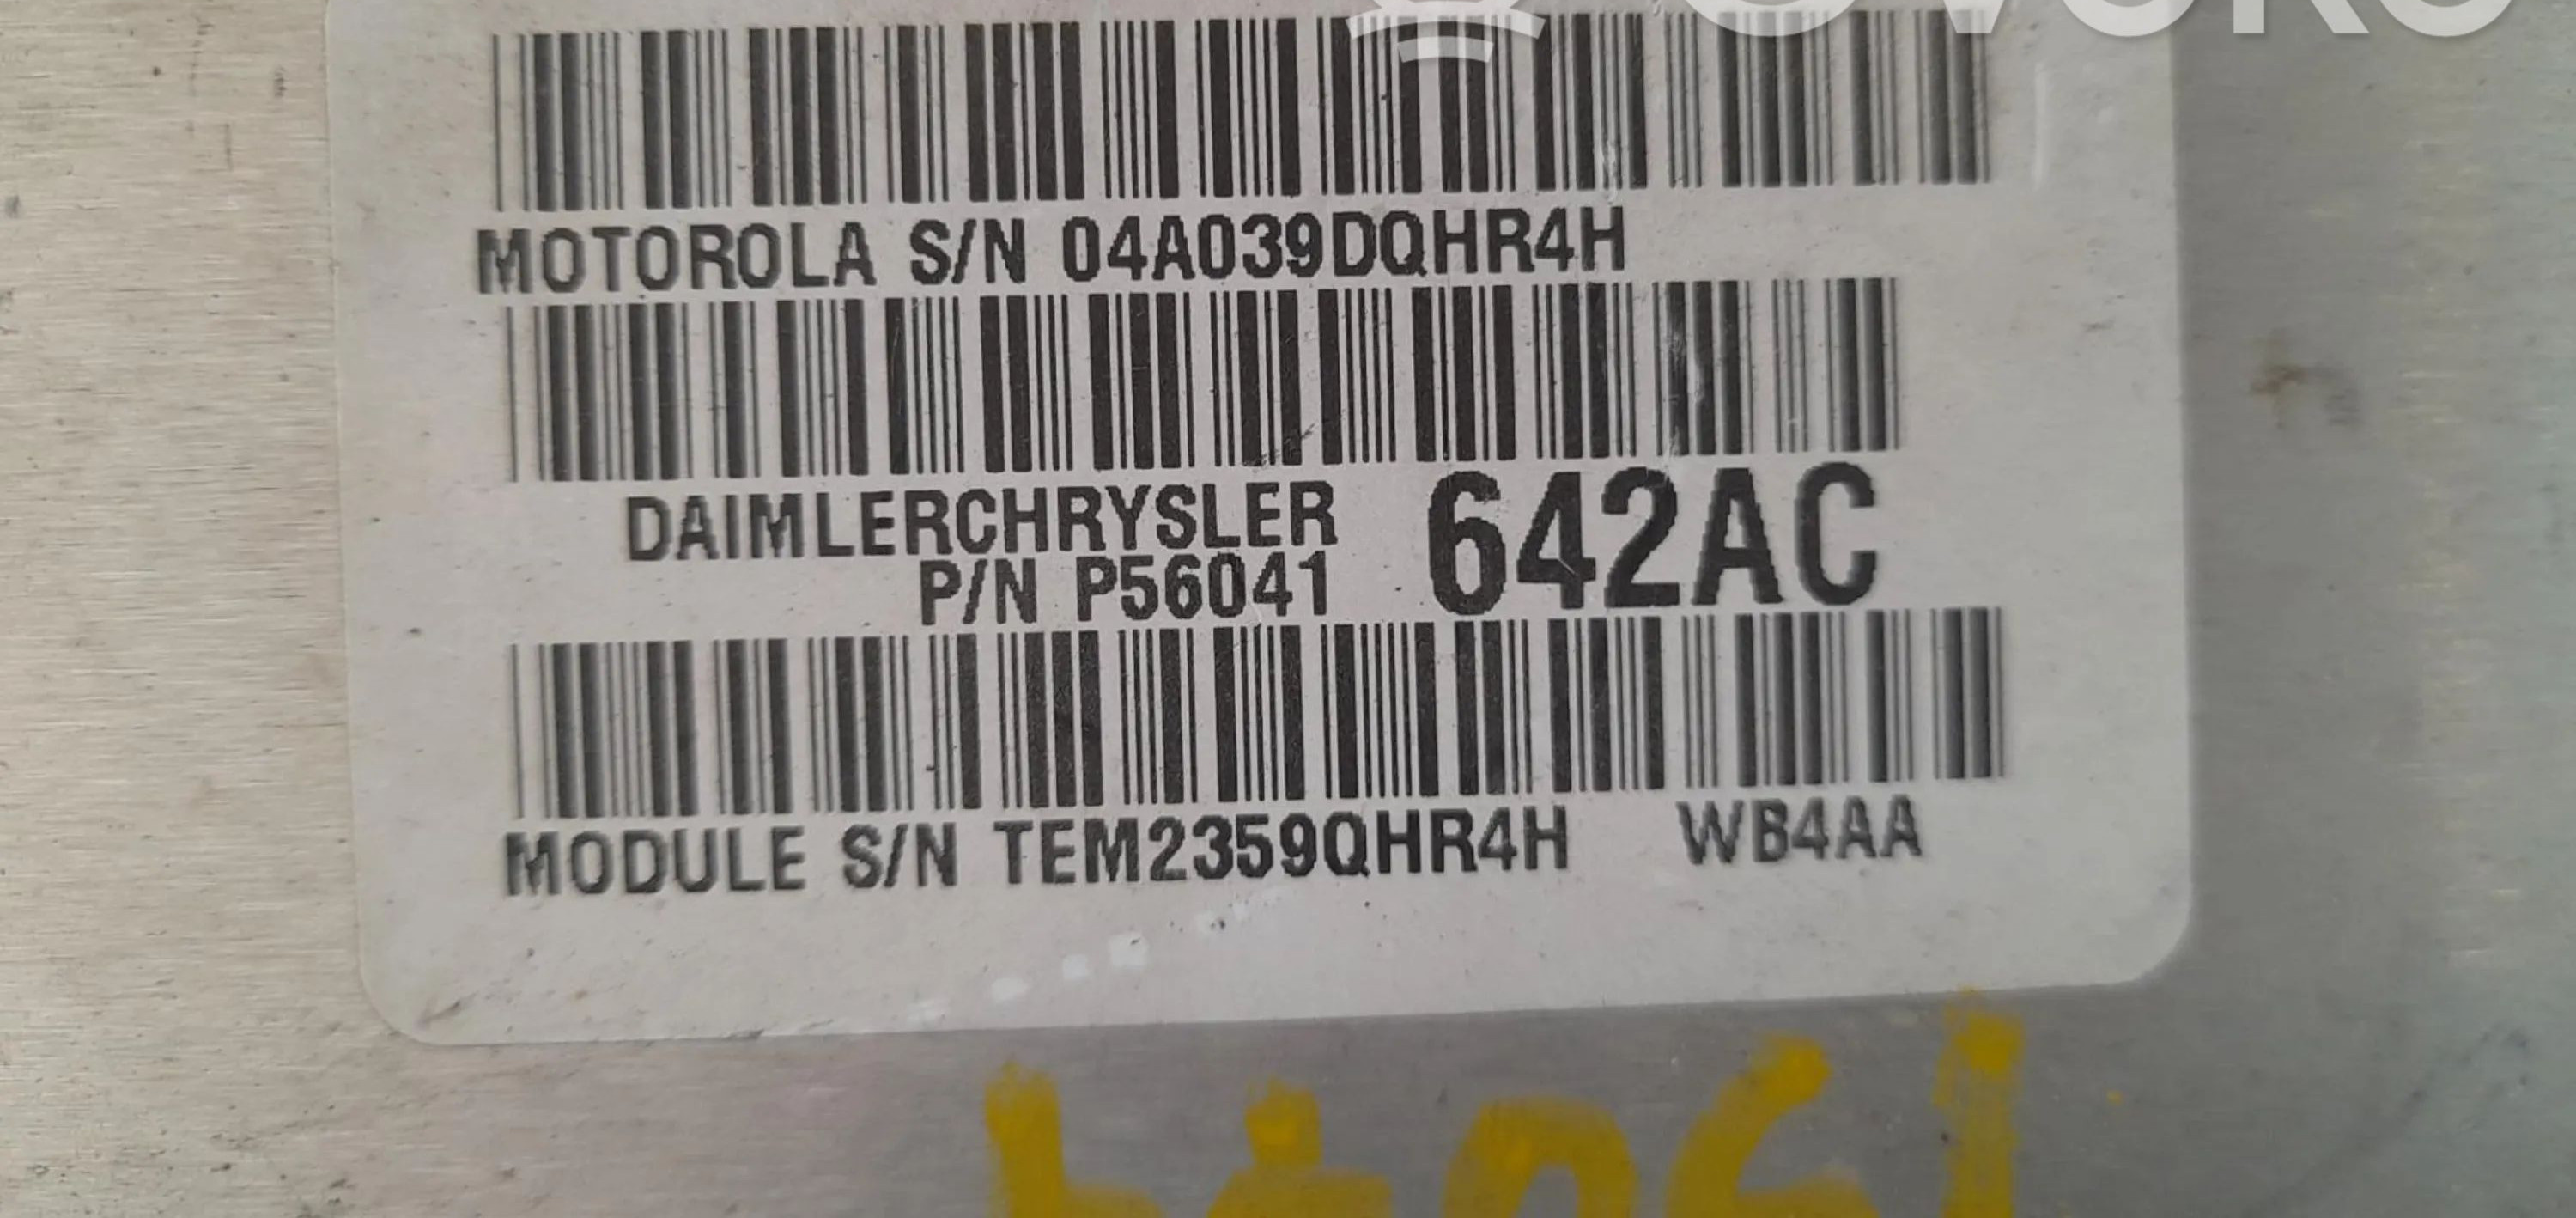 MOTOROLA S/N 04A039DQHR4H
DAIMLERCHRYSLER
P/N P56041 642AC
MODULE S/N TEM2359QHR4H WB4AA